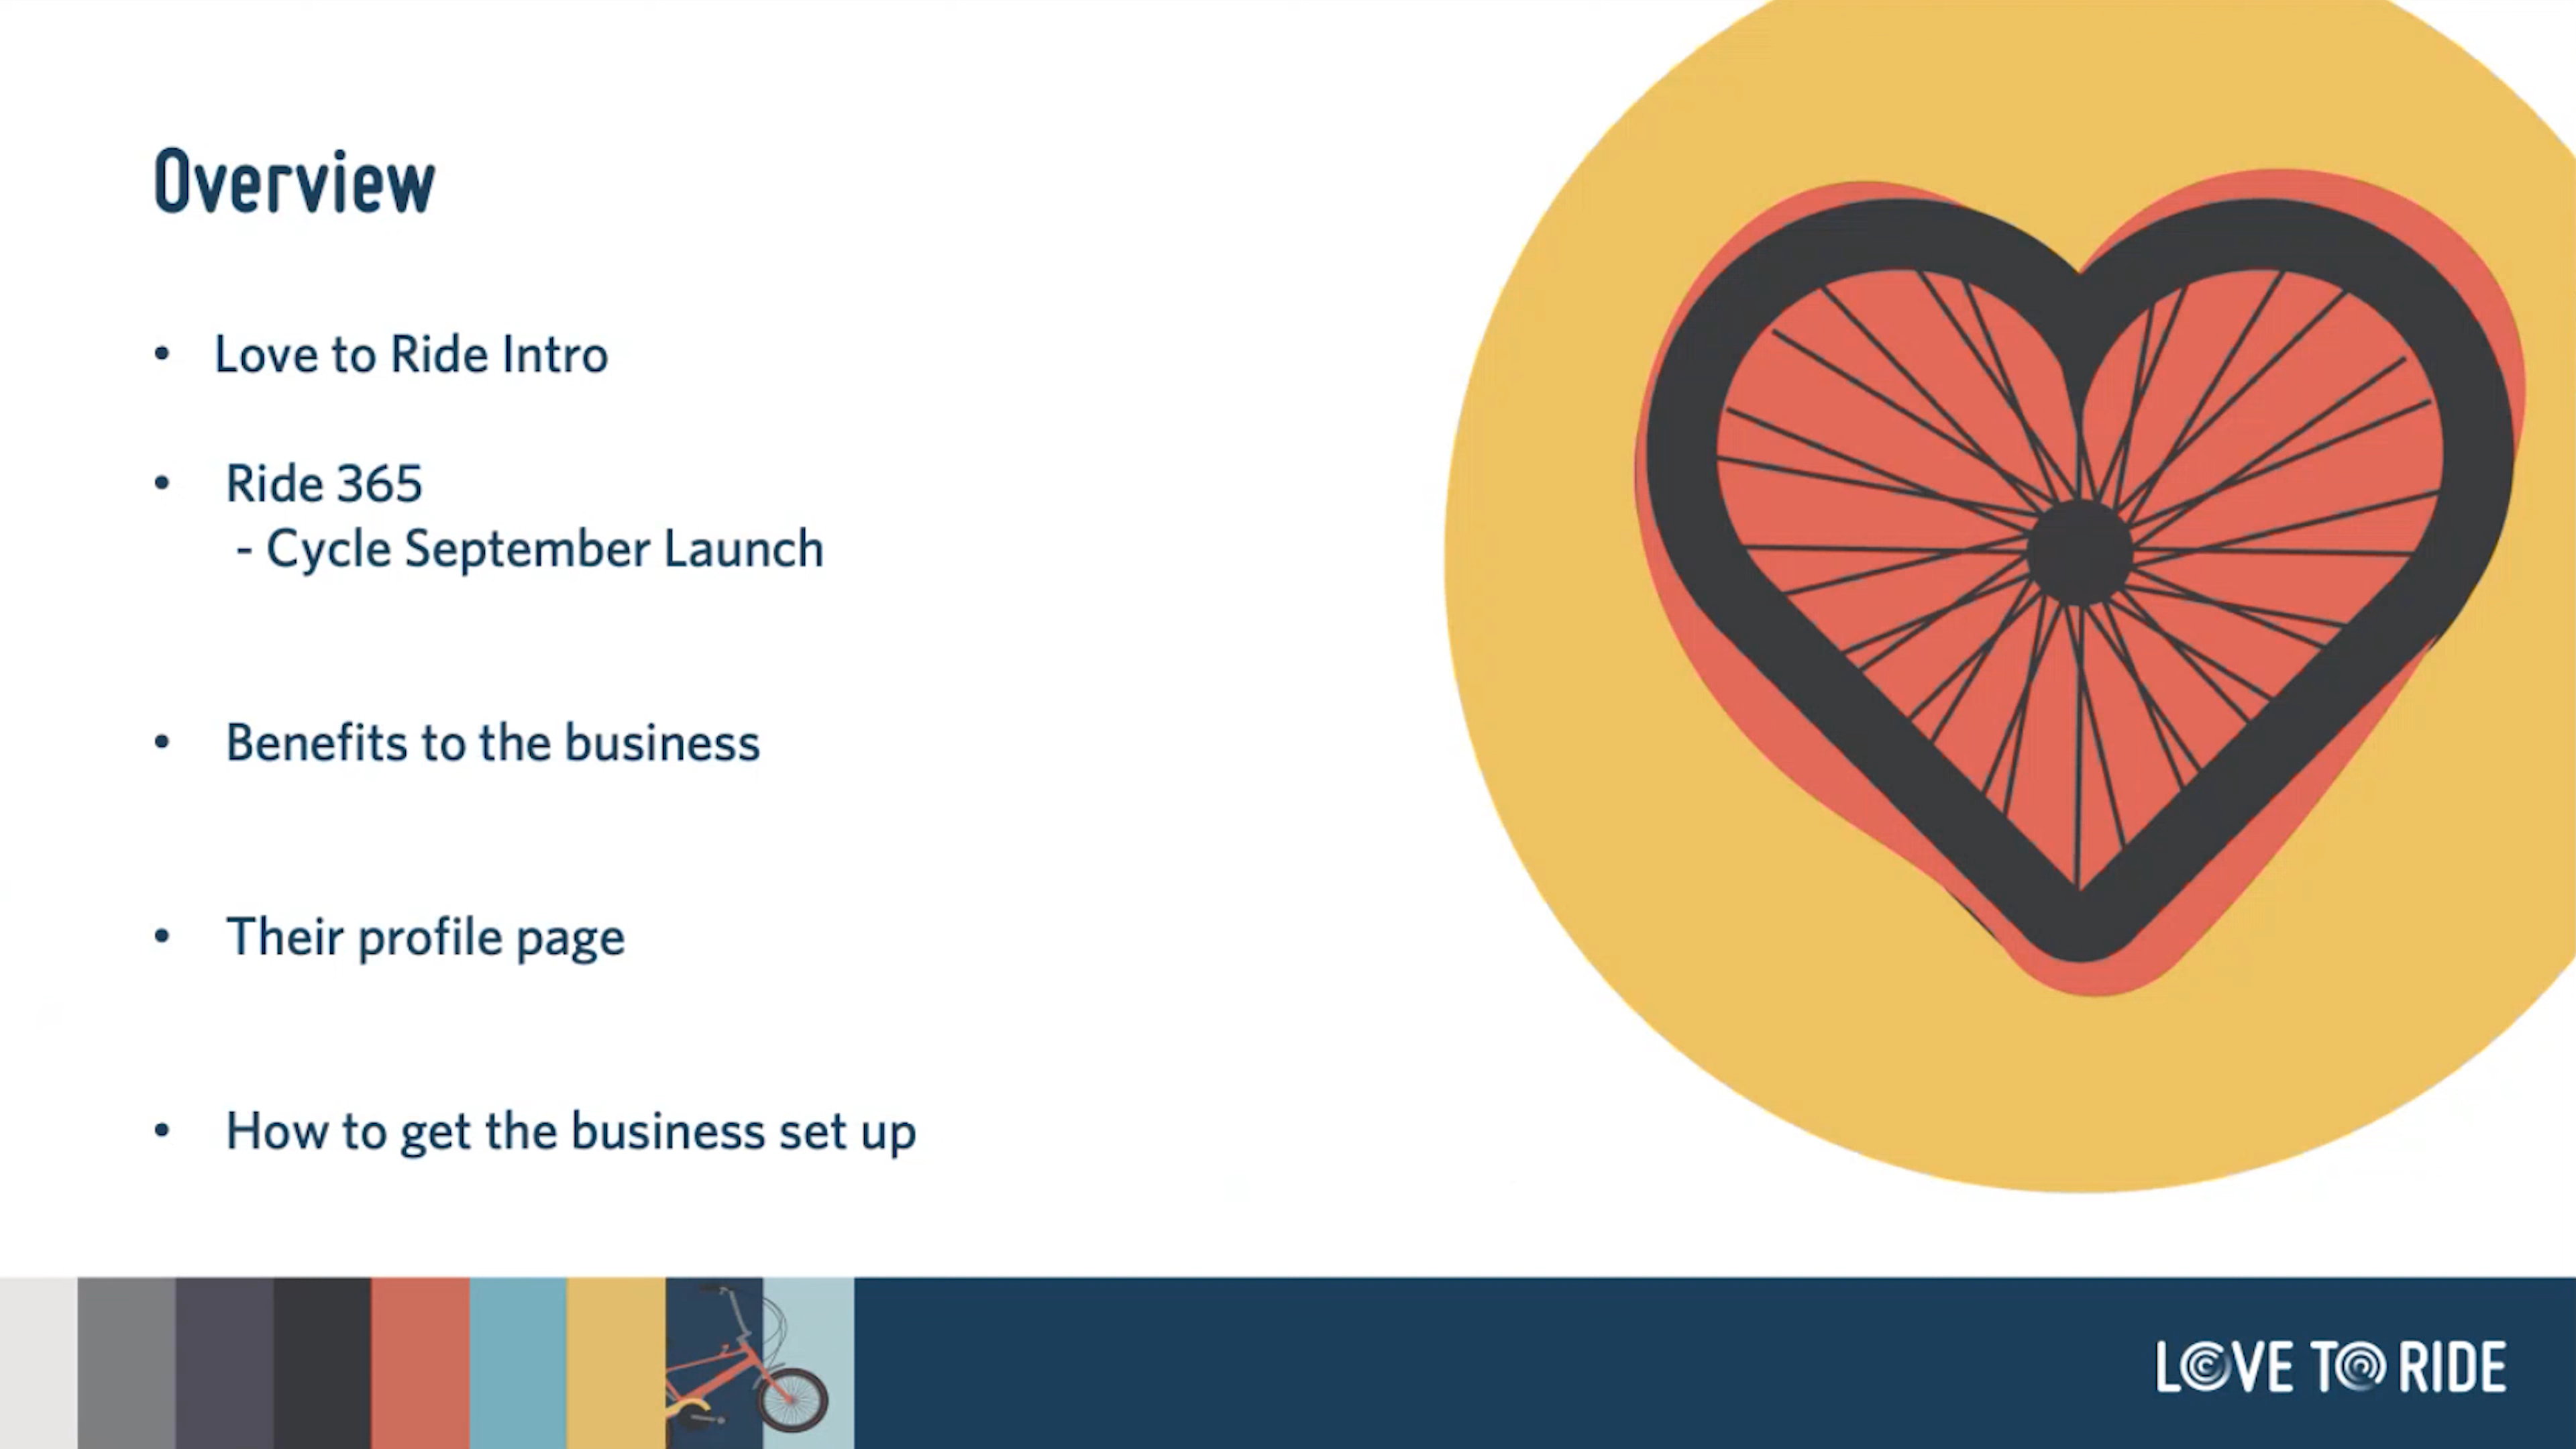 Overview
• Love to Ride Intro
• Ride 365
- Cycle September Launch
• Benefits to the business
• Their profile page
• How to get the business set up
LOVE TO RIDE